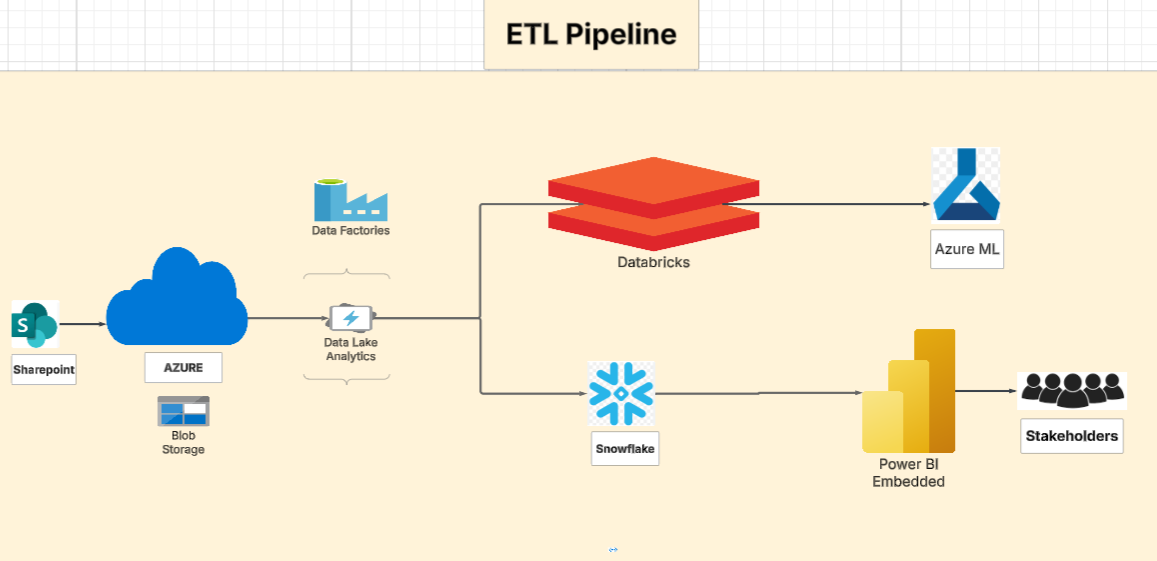 ETL Pipeline
Data Factories
Databricks
Azure ML
S
Sharepoint
AZURE
Blob
Storage
Data Lake
Analytics
Snowflake
Power BI
Embedded
Stakeholders